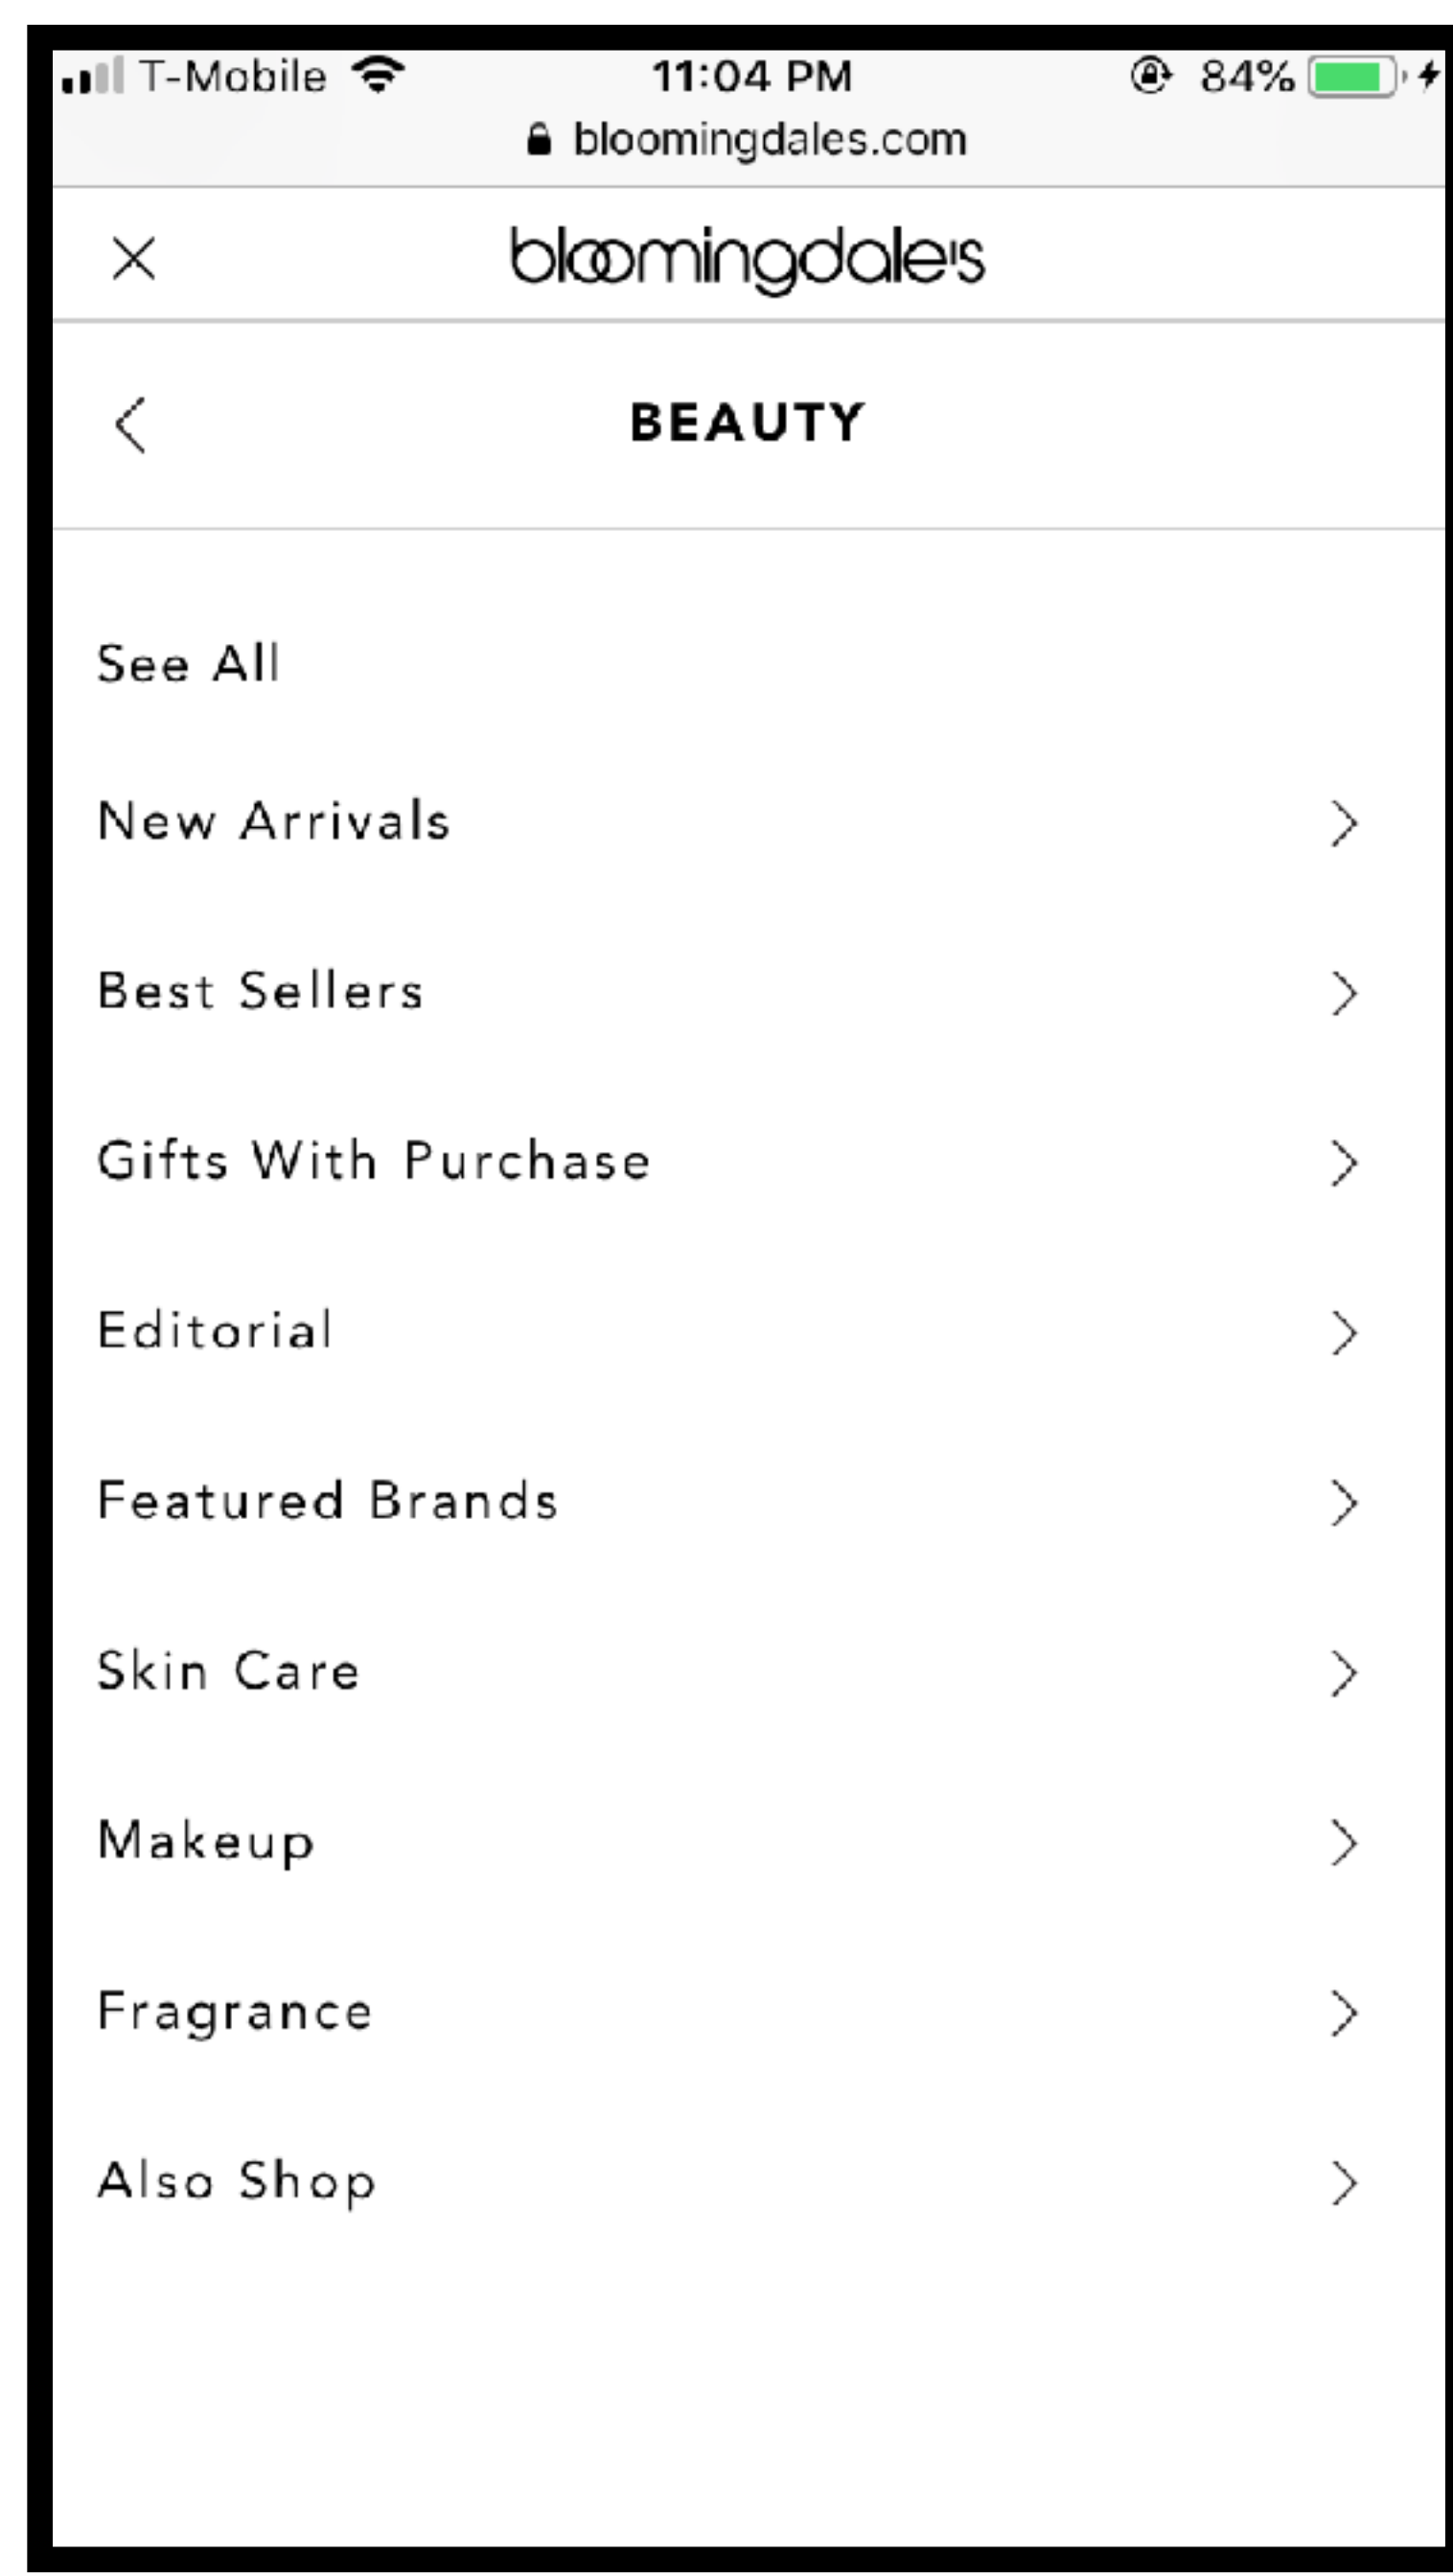 T-Mobile 11:04 PM 84%
bloomingdales.com
bloomingdale's
BEAUTY
See All
New Arrivals
Best Sellers
Gifts With Purchase
Editorial
Featured Brands
Skin Care
Makeup
Fragrance
Also Shop